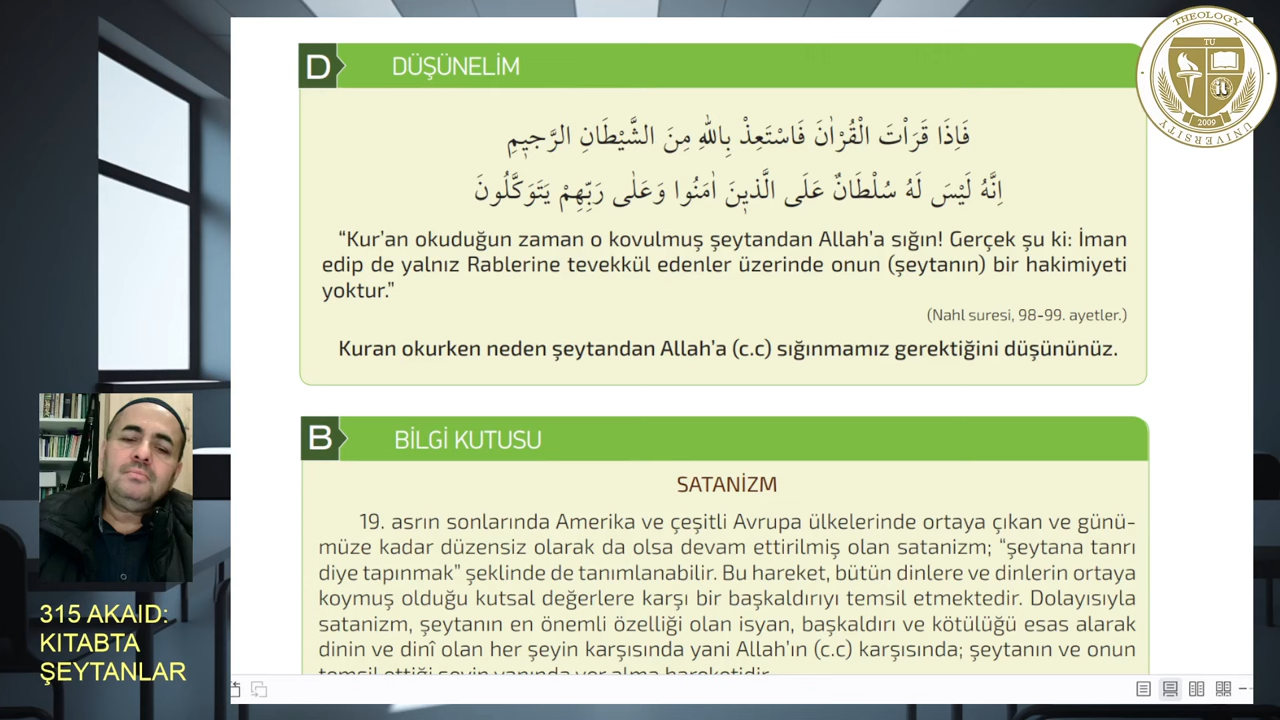 D DÜŞÜNELİM
فَاِذَا قَرَاْتَ الْقُرْاٰنَ فَاسْتَعِذْ بِاللّٰهِ مِنَ الشَّيْطَانِ الرَّج۪يمِ
اِنَّهُ لَيْسَ لَهُ سُلْطَانٌ عَلَى الَّذ۪ينَ اٰمَنُوا وَعَلٰى رَبِّهِمْ يَتَوَكَّلُونَ
“Kur’an okuduğun zaman o kovulmuş şeytandan Allah’a sığın! Gerçek şu ki: İman
edip de yalnız Rablerine tevekkül edenler üzerinde onun (şeytanın) bir hakimiyeti
yoktur.”
(Nahl suresi, 98-99. ayetler.)
Kuran okurken neden şeytandan Allah’a (c.c) sığınmamız gerektiğini düşününüz.
B BİLGİ KUTUSU
SATANİZM
19. asrın sonlarında Amerika ve çeşitli Avrupa ülkelerinde ortaya çıkan ve günü-
müze kadar düzensiz olarak da olsa devam ettirilmiş olan satanizm; “şeytana tanrı
diye tapınmak” şeklinde de tanımlanabilir. Bu hareket, bütün dinlere ve dinlerin ortaya
koymuş olduğu kutsal değerlere karşı bir başkaldırıyı temsil etmektedir. Dolayısıyla
satanizm, şeytanın en önemli özelliği olan isyan, başkaldırı ve kötülüğü esas alarak
dinin ve dinî olan her şeyin karşısında yani Allah’ın (c.c) karşısında; şeytanın ve onun
temsil ettiği şeyin yanında yer alma hareketidir.
315 AKAID:
KITABTA
ŞEYTANLAR
THEOLOGY
TU
2009
UNIVERSITY